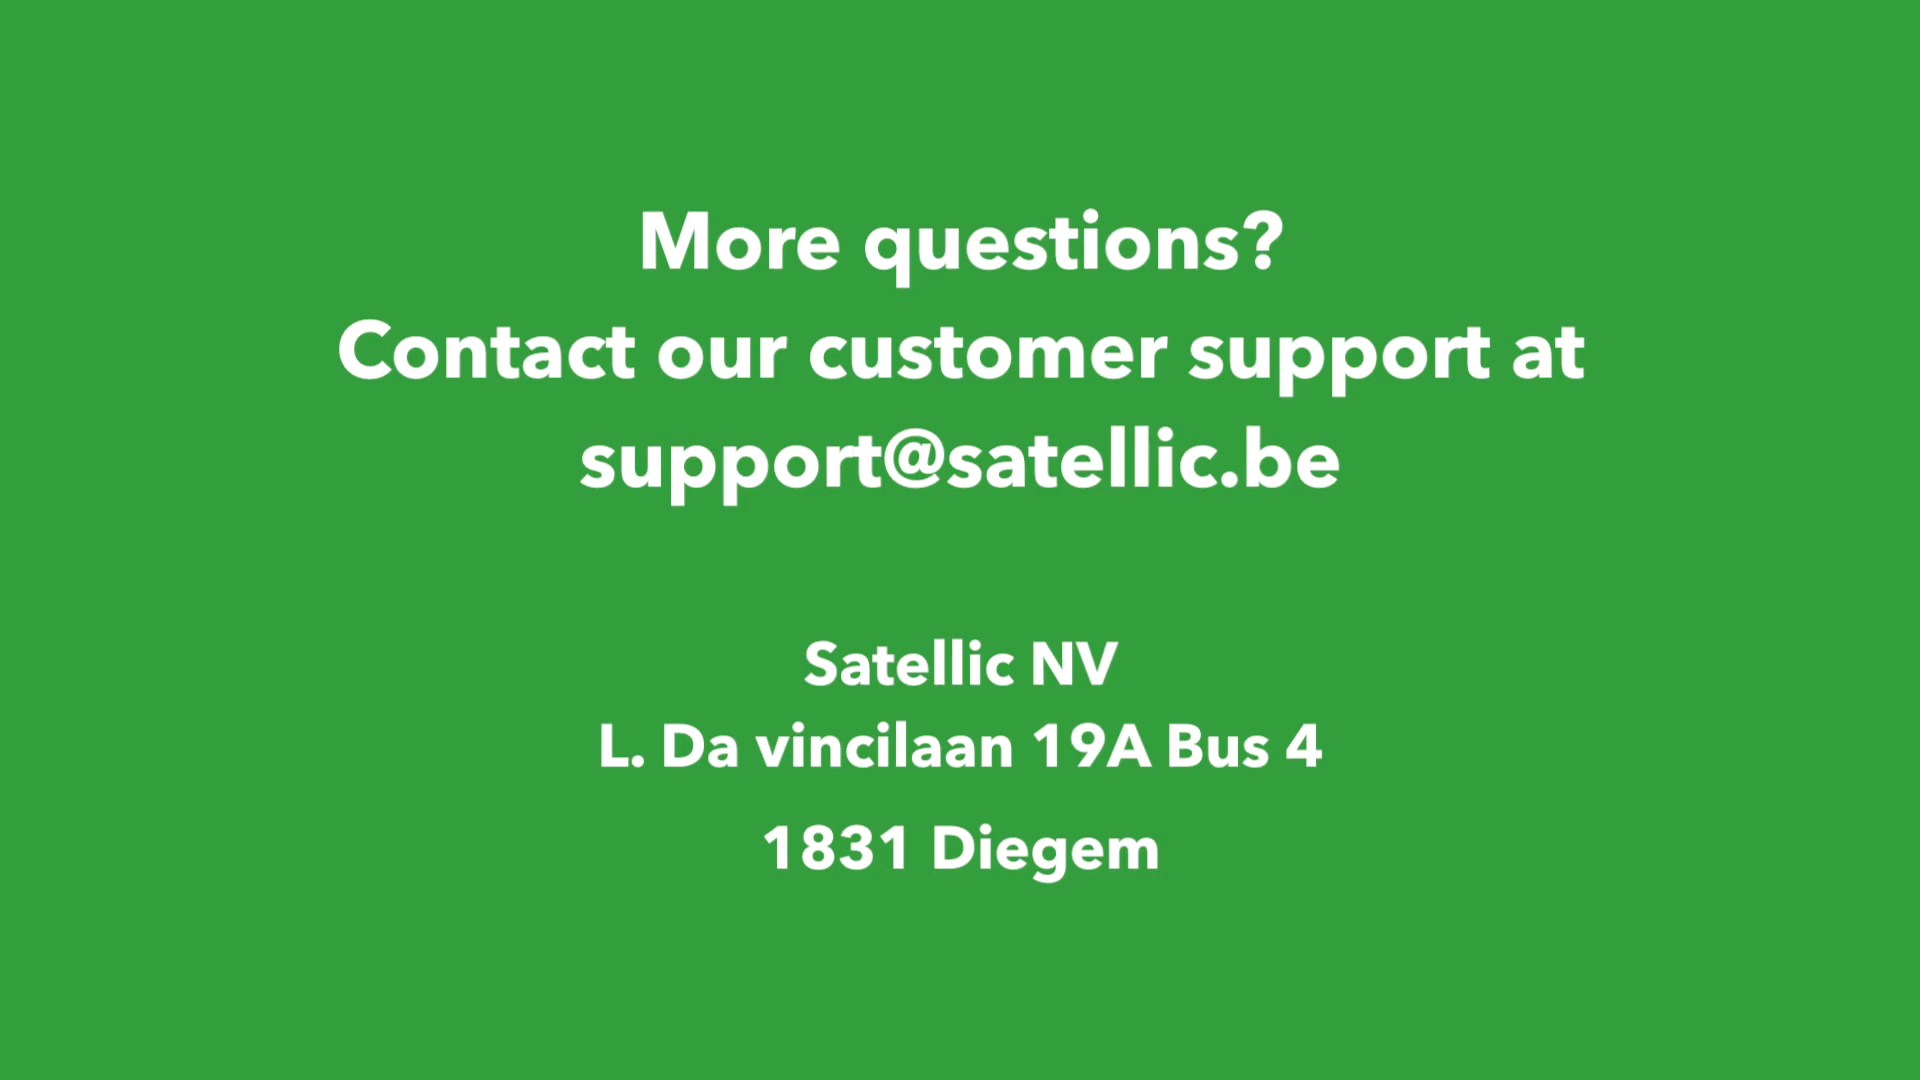 More questions?
Contact our customer support at
support@satellic.be
Satellic NV
L. Da vincilaan 19A Bus 4
1831 Diegem